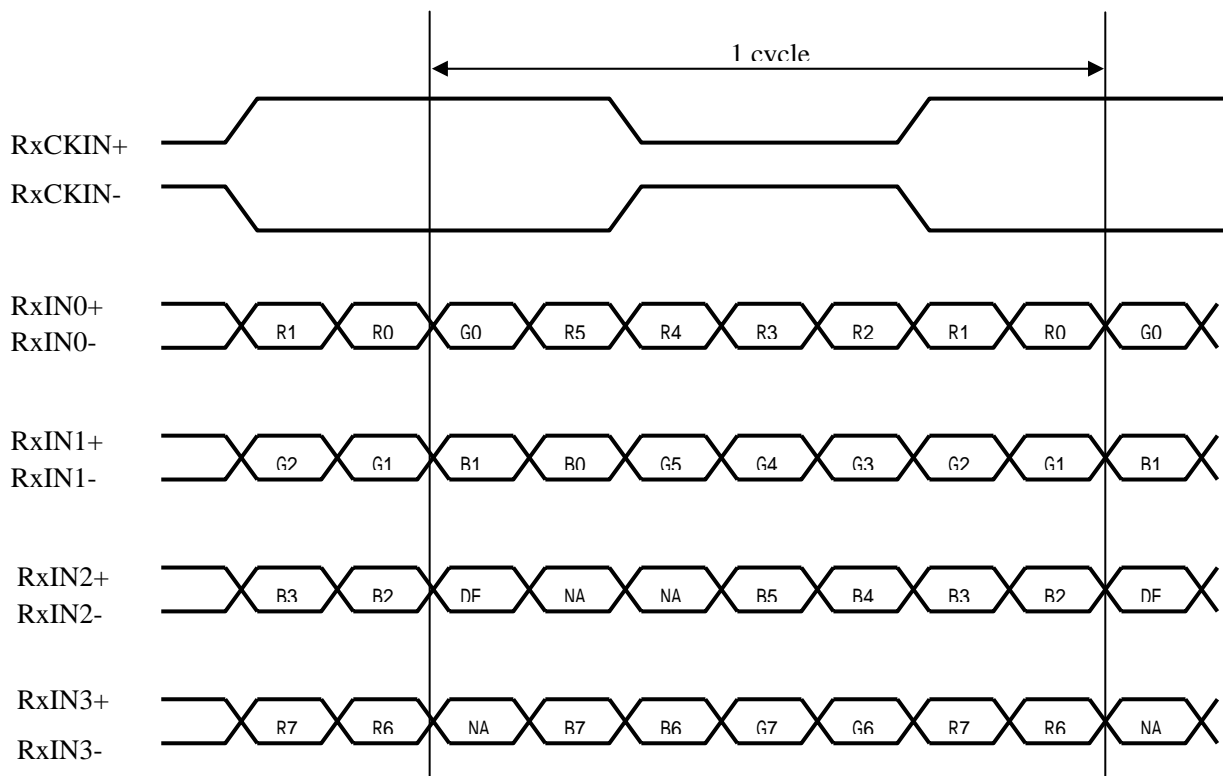 1 cycle
RxCKIN+
RxCKIN-
RxIN0+
RxIN0-
R1 R0 G0 R5 R4 R3 R2 R1 R0 G0
RxIN1+
RxIN1-
G2 G1 B1 B0 G5 G4 G3 G2 G1 B1
RxIN2+
RxIN2-
B3 B2 DE NA NA B5 B4 B3 B2 DE
RxIN3+
RxIN3-
R7 R6 NA B7 B6 G7 G6 R7 R6 NA